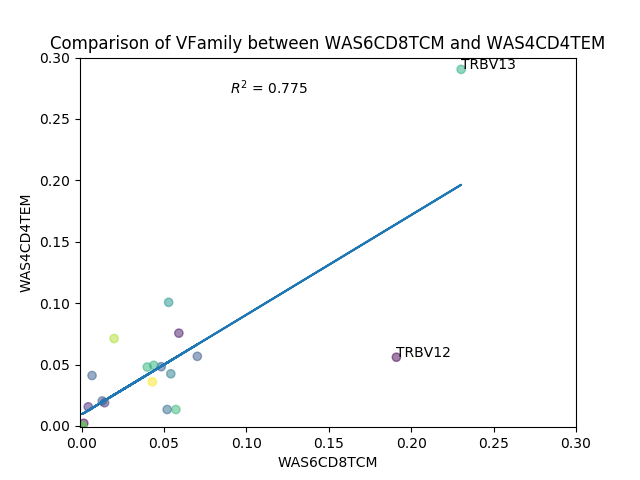 Comparison of VFamily between WAS6CD8TCM and WAS4CD4TEM
0.30
TRBV13
R² = 0.775
0.25
0.20
0.15
WAS4CD4TEM
0.10
TRBV12
0.05
0.00
0.00 0.05 0.10 0.15 0.20 0.25 0.30
WAS6CD8TCM